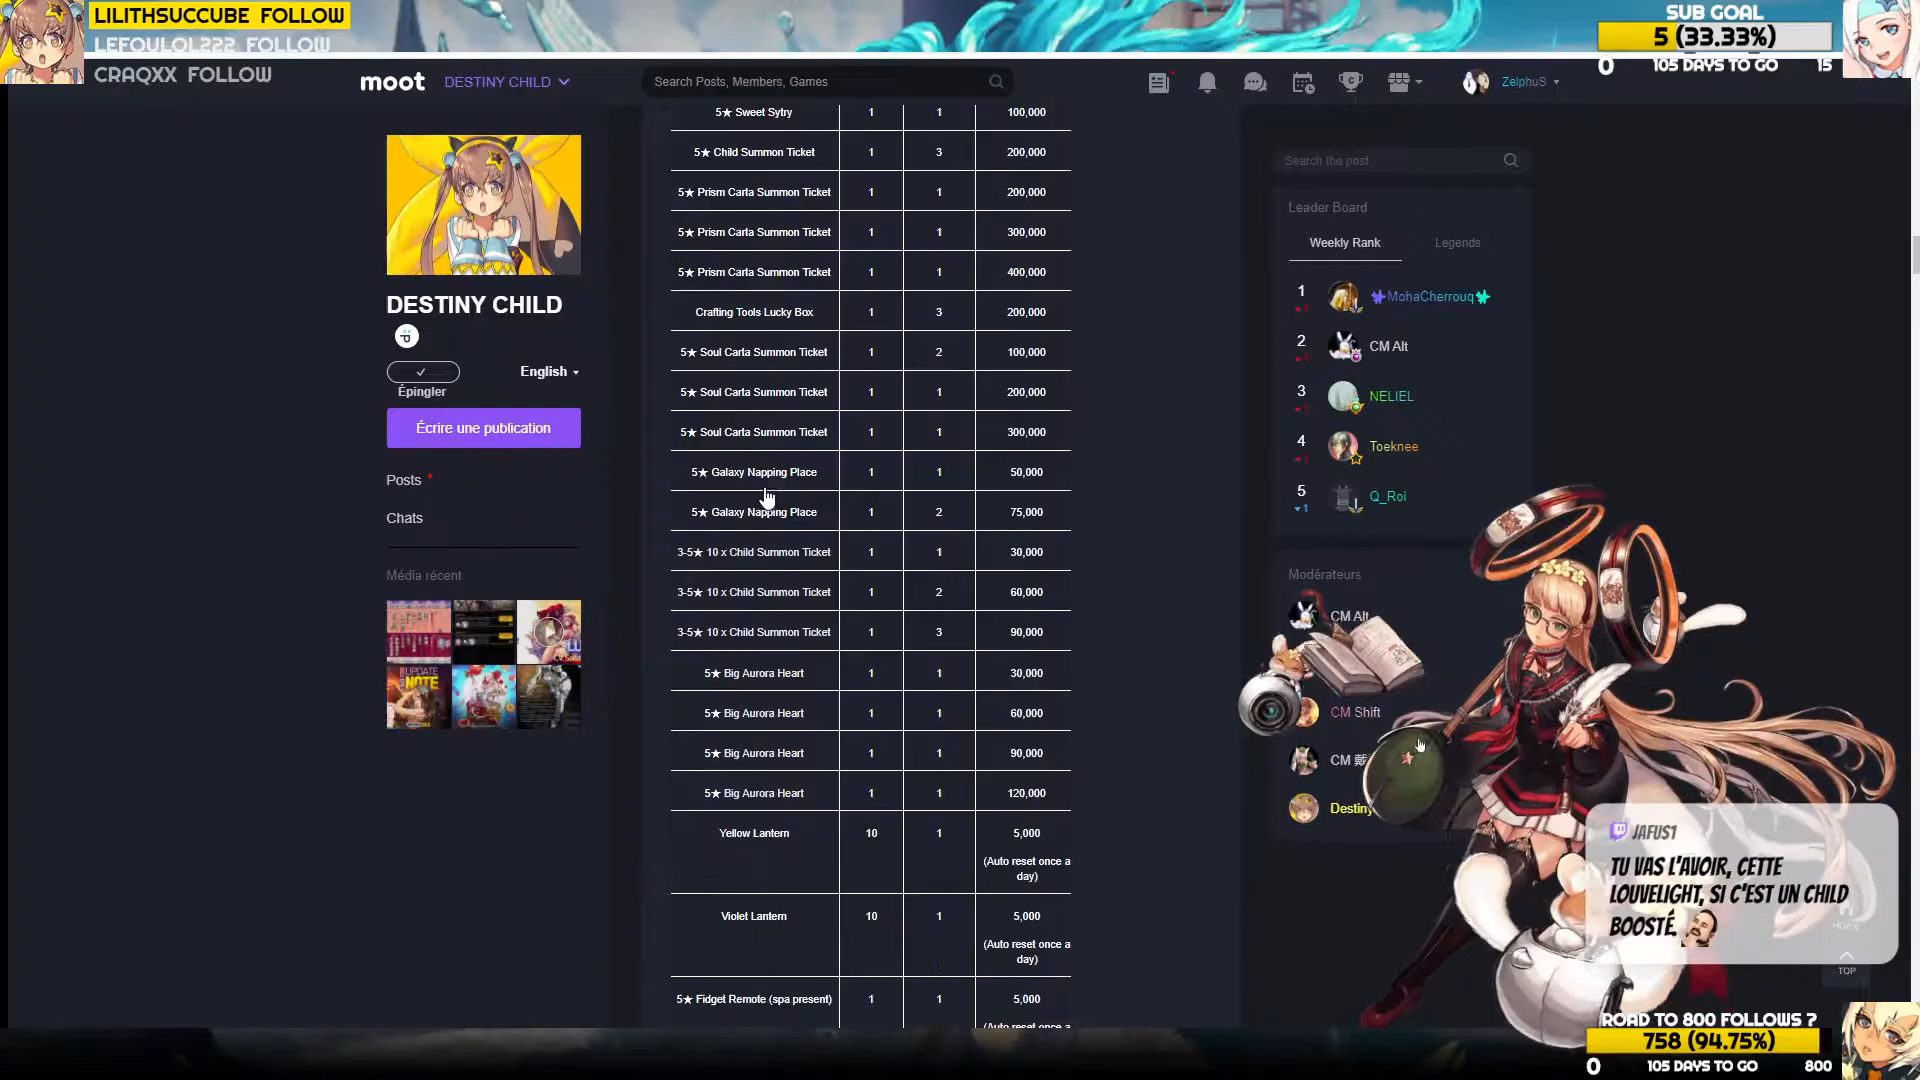 LILITHSUCCUBE FOLLOW
LEFOULOL222 FOLLOW
CRAQXX FOLLOW
SUB GOAL
5 (33.33%)
0 105 DAYS TO GO 15
moot DESTINY CHILD
Search Posts, Members, Games
ZelphuS
DESTINY CHILD
English
Épingler
Écrire une publication
Posts
Chats
Média récent
UPDATE
NOTE
5★ Sweet Sytry 1 1 100,000
5★ Child Summon Ticket 1 3 200,000
5★ Prism Carta Summon Ticket 1 1 200,000
5★ Prism Carta Summon Ticket 1 1 300,000
5★ Prism Carta Summon Ticket 1 1 400,000
Crafting Tools Lucky Box 1 3 200,000
5★ Soul Carta Summon Ticket 1 2 100,000
5★ Soul Carta Summon Ticket 1 1 200,000
5★ Soul Carta Summon Ticket 1 1 300,000
5★ Galaxy Napping Place 1 1 50,000
5★ Galaxy Napping Place 1 2 75,000
3-5★ 10 x Child Summon Ticket 1 1 30,000
3-5★ 10 x Child Summon Ticket 1 2 60,000
3-5★ 10 x Child Summon Ticket 1 3 90,000
5★ Big Aurora Heart 1 1 30,000
5★ Big Aurora Heart 1 1 60,000
5★ Big Aurora Heart 1 1 90,000
5★ Big Aurora Heart 1 1 120,000
Yellow Lantern 10 1 5,000
(Auto reset once a
day)
Violet Lantern 10 1 5,000
(Auto reset once a
day)
5★ Fidget Remote (spa present) 1 1 5,000
(Auto reset once a
Search the post
Leader Board
Weekly Rank Legends
1 MohaCherrouq
2 CM Alt
3 NELIEL
4 Toeknee
5 Q_Roi
1
Modérateurs
CM Alt
CM Shift
CM 戴
Destiny
JAFUS1
TU VAS L'AVOIR, CETTE
LOUVELIGHT, SI C'EST UN CHILD
BOOSTÉ.
TOP
ROAD TO 800 FOLLOWS ?
758 (94.75%)
0 105 DAYS TO GO 800